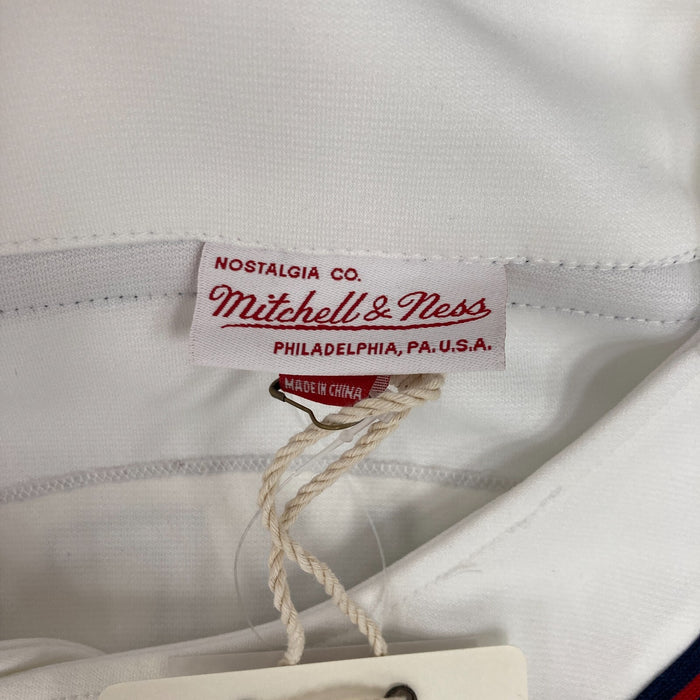 NOSTALGIA CO.
Mitchell & Ness
PHILADELPHIA, PA. U.S.A.
MADE IN CHINA